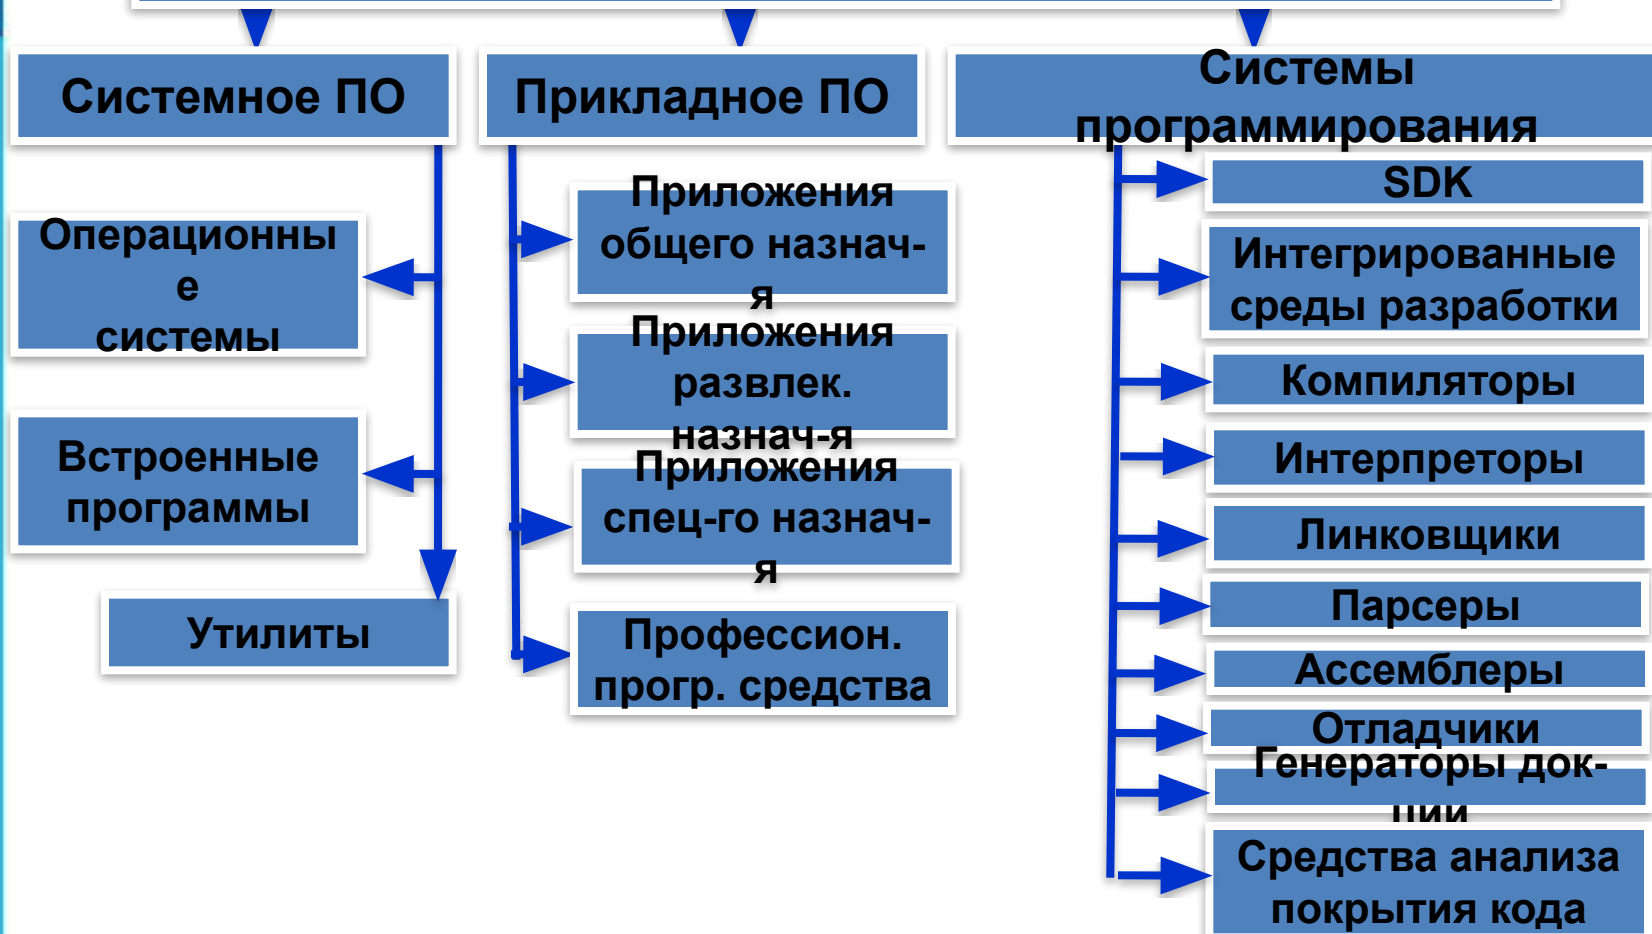 Системное ПО
Операционны
е
системы
Встроенные
программы
Утилиты
Прикладное ПО
Приложения
общего назнач-
я
Приложения
развлек.
назнач-я
Приложения
спец-го назнач-
я
Профессион.
прогр. средства
Системы
программирования
SDK
Интегрированные
среды разработки
Компиляторы
Интерпреторы
Линковщики
Парсеры
Ассемблеры
Отладчики
Генераторы док-
ции
Средства анализа
покрытия кода